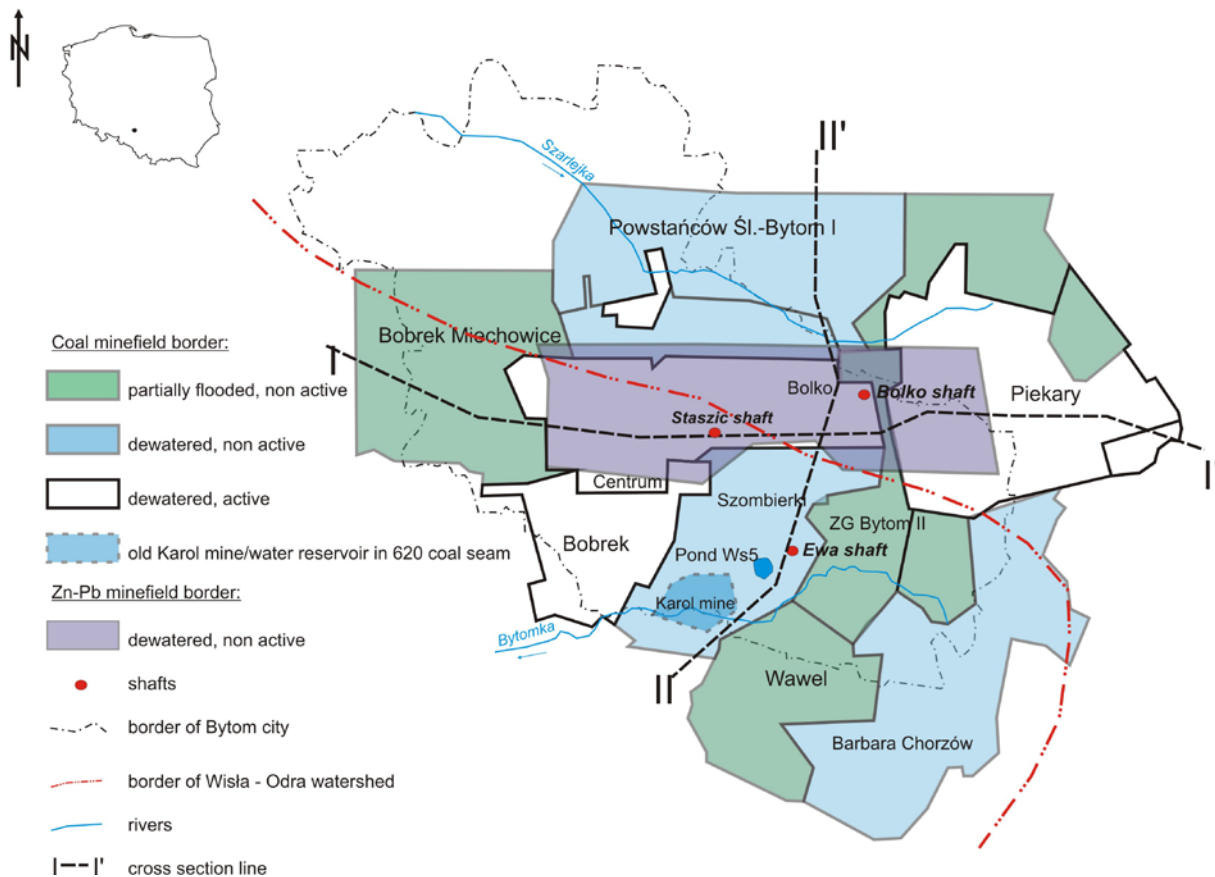 N
II'
Szarlejka
Powstańców Śl.-Bytom I
Coal minefield border:
Bobrek Miechowice
I
partially flooded, non active
Bolko
Bolko shaft
Piekary
Staszic shaft
dewatered, non active
I'
Centrum
dewatered, active
Szombierki
ZG Bytom II
Bobrek
old Karol mine/water reservoir in 620 coal seam
Pond Ws5
Ewa shaft
Zn-Pb minefield border:
Karol mine
dewatered, non active
Bytomka
Wawel
shafts
II
border of Bytom city
Barbara Chorzów
border of Wisła - Odra watershed
rivers
I I'
cross section line